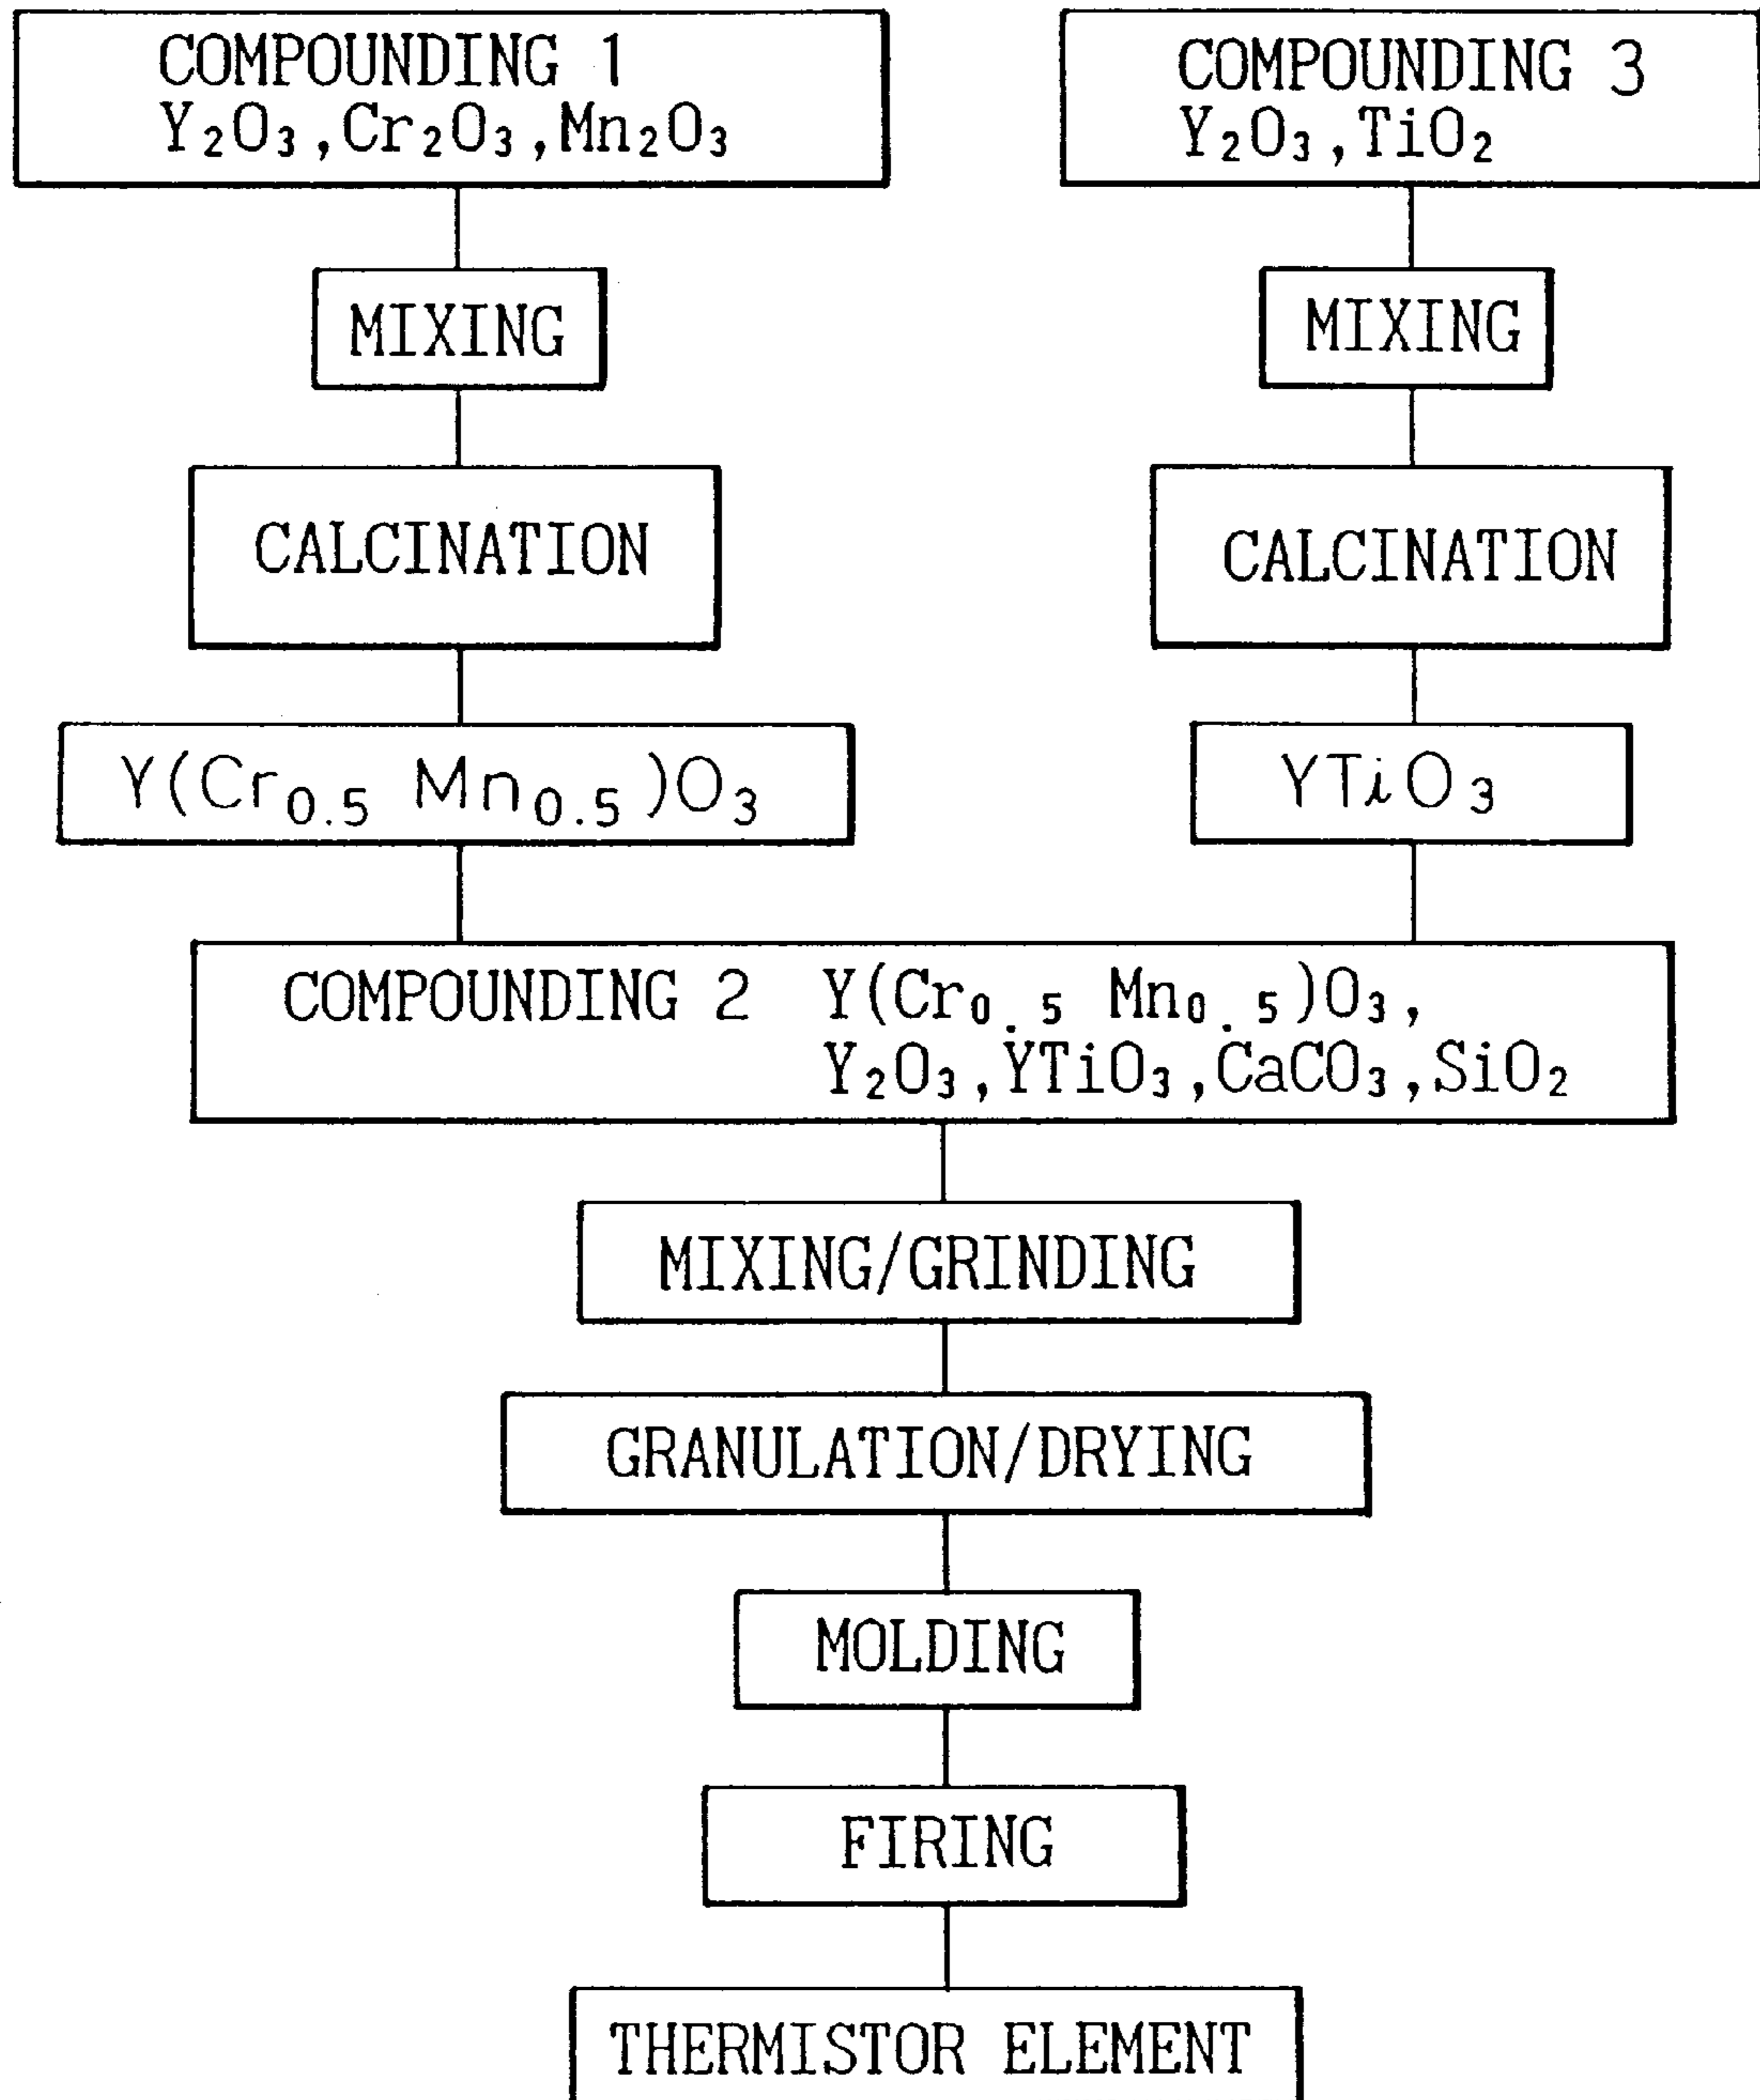 COMPOUNDING 1
Y₂O₃,Cr₂O₃,Mn₂O₃
COMPOUNDING 3
Y₂O₃,TiO₂
MIXING
MIXING
CALCINATION
CALCINATION
Y(Cr₀.₅ Mn₀.₅)O₃
YTiO₃
COMPOUNDING 2 Y(Cr₀.₅ Mn₀.₅)O₃,
Y₂O₃,YTiO₃,CaCO₃,SiO₂
MIXING/GRINDING
GRANULATION/DRYING
MOLDING
FIRING
THERMISTOR ELEMENT